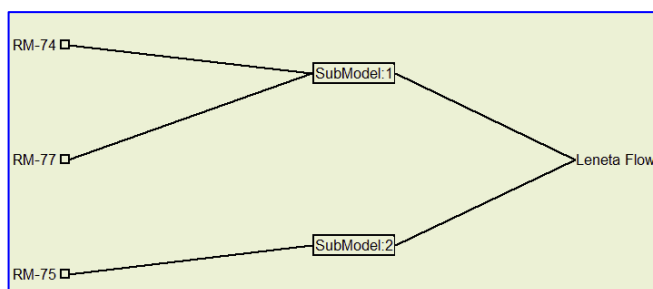 RM-74
SubModel:1
RM-77
Leneta Flow
SubModel:2
RM-75